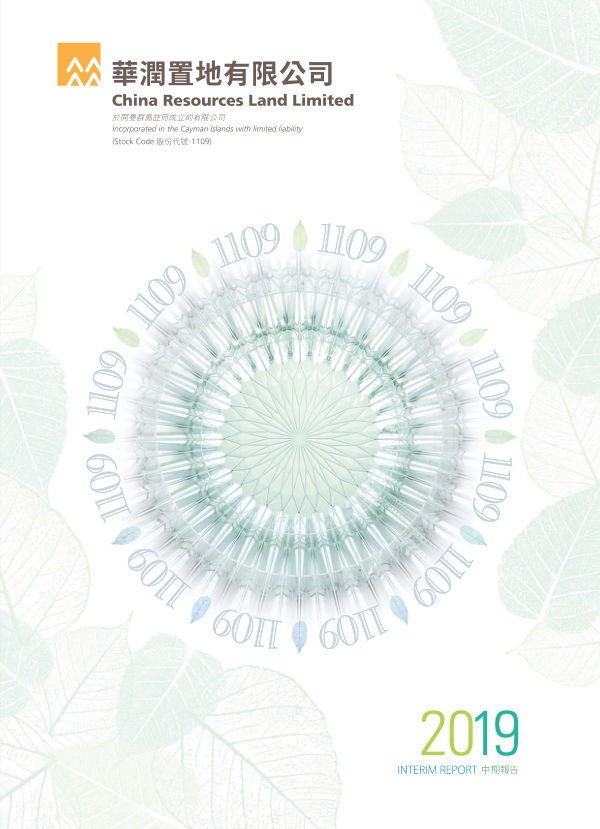 華潤置地有限公司
China Resources Land Limited
於開曼群島註冊成立的有限公司
Incorporated in the Cayman Islands with limited liability
(Stock Code 股份代號:1109)
1109
1109
1109
1109
1109
1109
1109
1109
1109
1109
1109
1109
2019
INTERIM REPORT 中期報告